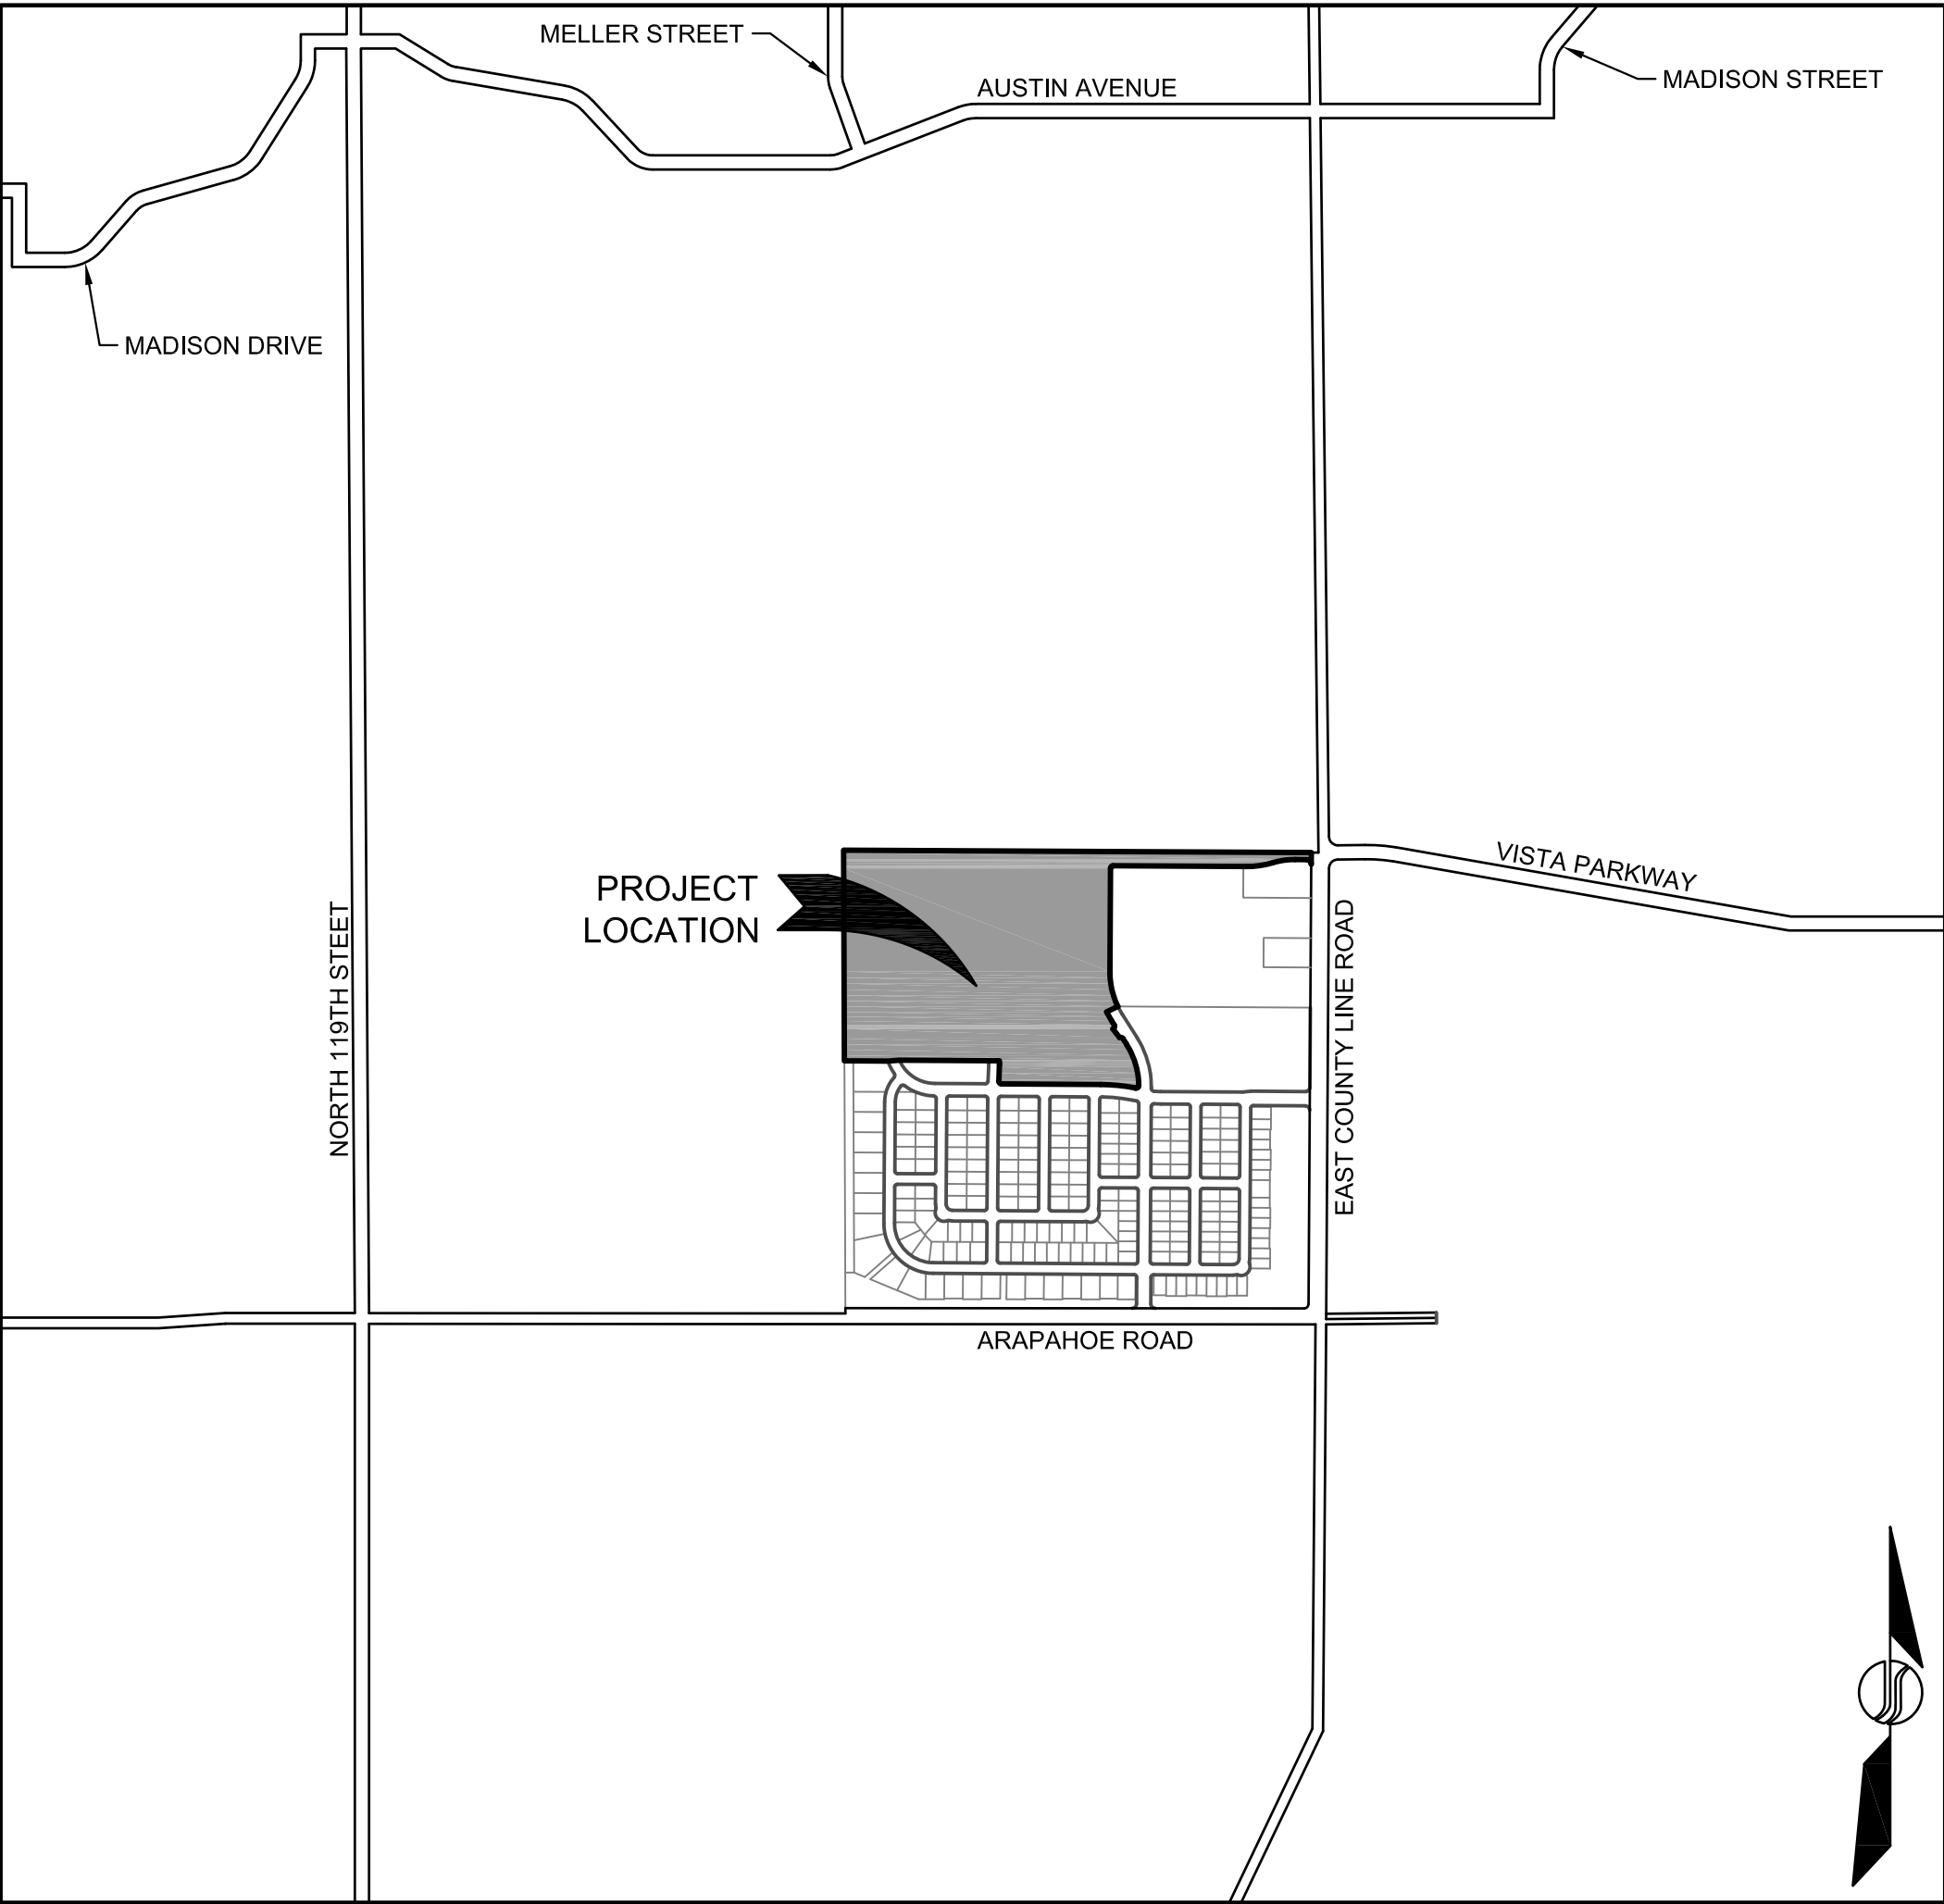 MELLER STREET
AUSTIN AVENUE
MADISON STREET
MADISON DRIVE
VISTA PARKWAY
PROJECT
LOCATION
NORTH 119TH STEET
EAST COUNTY LINE ROAD
ARAPAHOE ROAD